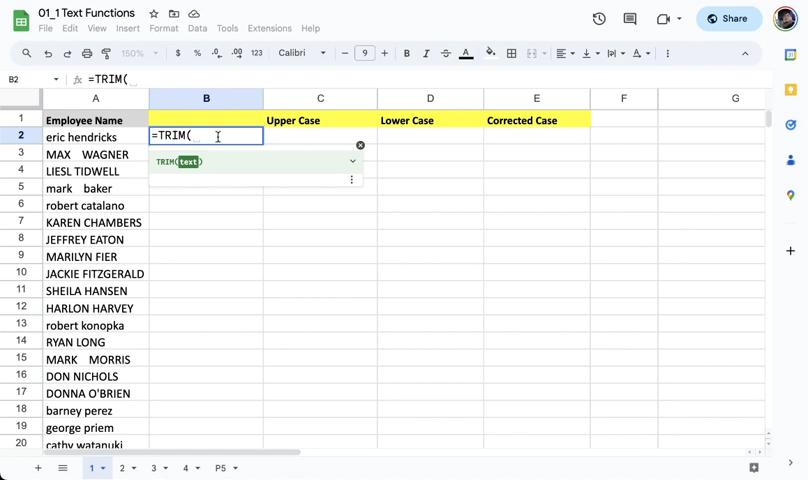 01_1 Text Functions
File Edit View Insert Format Data Tools Extensions Help
Share
150% $ % .0 .00 123 Calibri 9 B I A
B2 fx =TRIM(
A B C D E F G
1 Employee Name Upper Case Lower Case Corrected Case
2 eric hendricks =TRIM(
3 MAX WAGNER TRIM(text)
4 LIESL TIDWELL
5 mark baker
6 robert catalano
7 KAREN CHAMBERS
8 JEFFREY EATON
9 MARILYN FIER
10 JACKIE FITZGERALD
11 SHEILA HANSEN
12 HARLON HARVEY
13 robert konopka
14 RYAN LONG
15 MARK MORRIS
16 DON NICHOLS
17 DONNA O'BRIEN
18 barney perez
19 george priem
20 cathy watanuki
1 2 3 4 P5